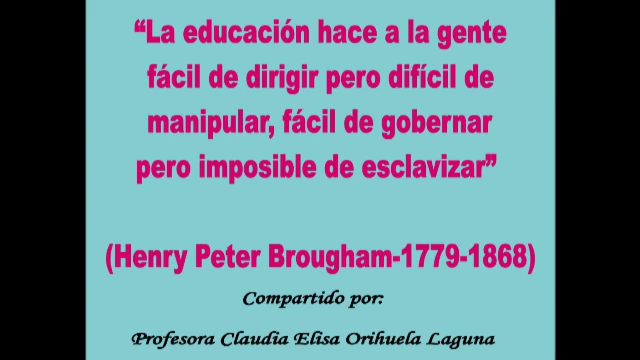 “La educación hace a la gente
fácil de dirigir pero difícil de
manipular, fácil de gobernar
pero imposible de esclavizar”
(Henry Peter Brougham-1779-1868)
Compartido por:
Profesora Claudia Elisa Orihuela Laguna